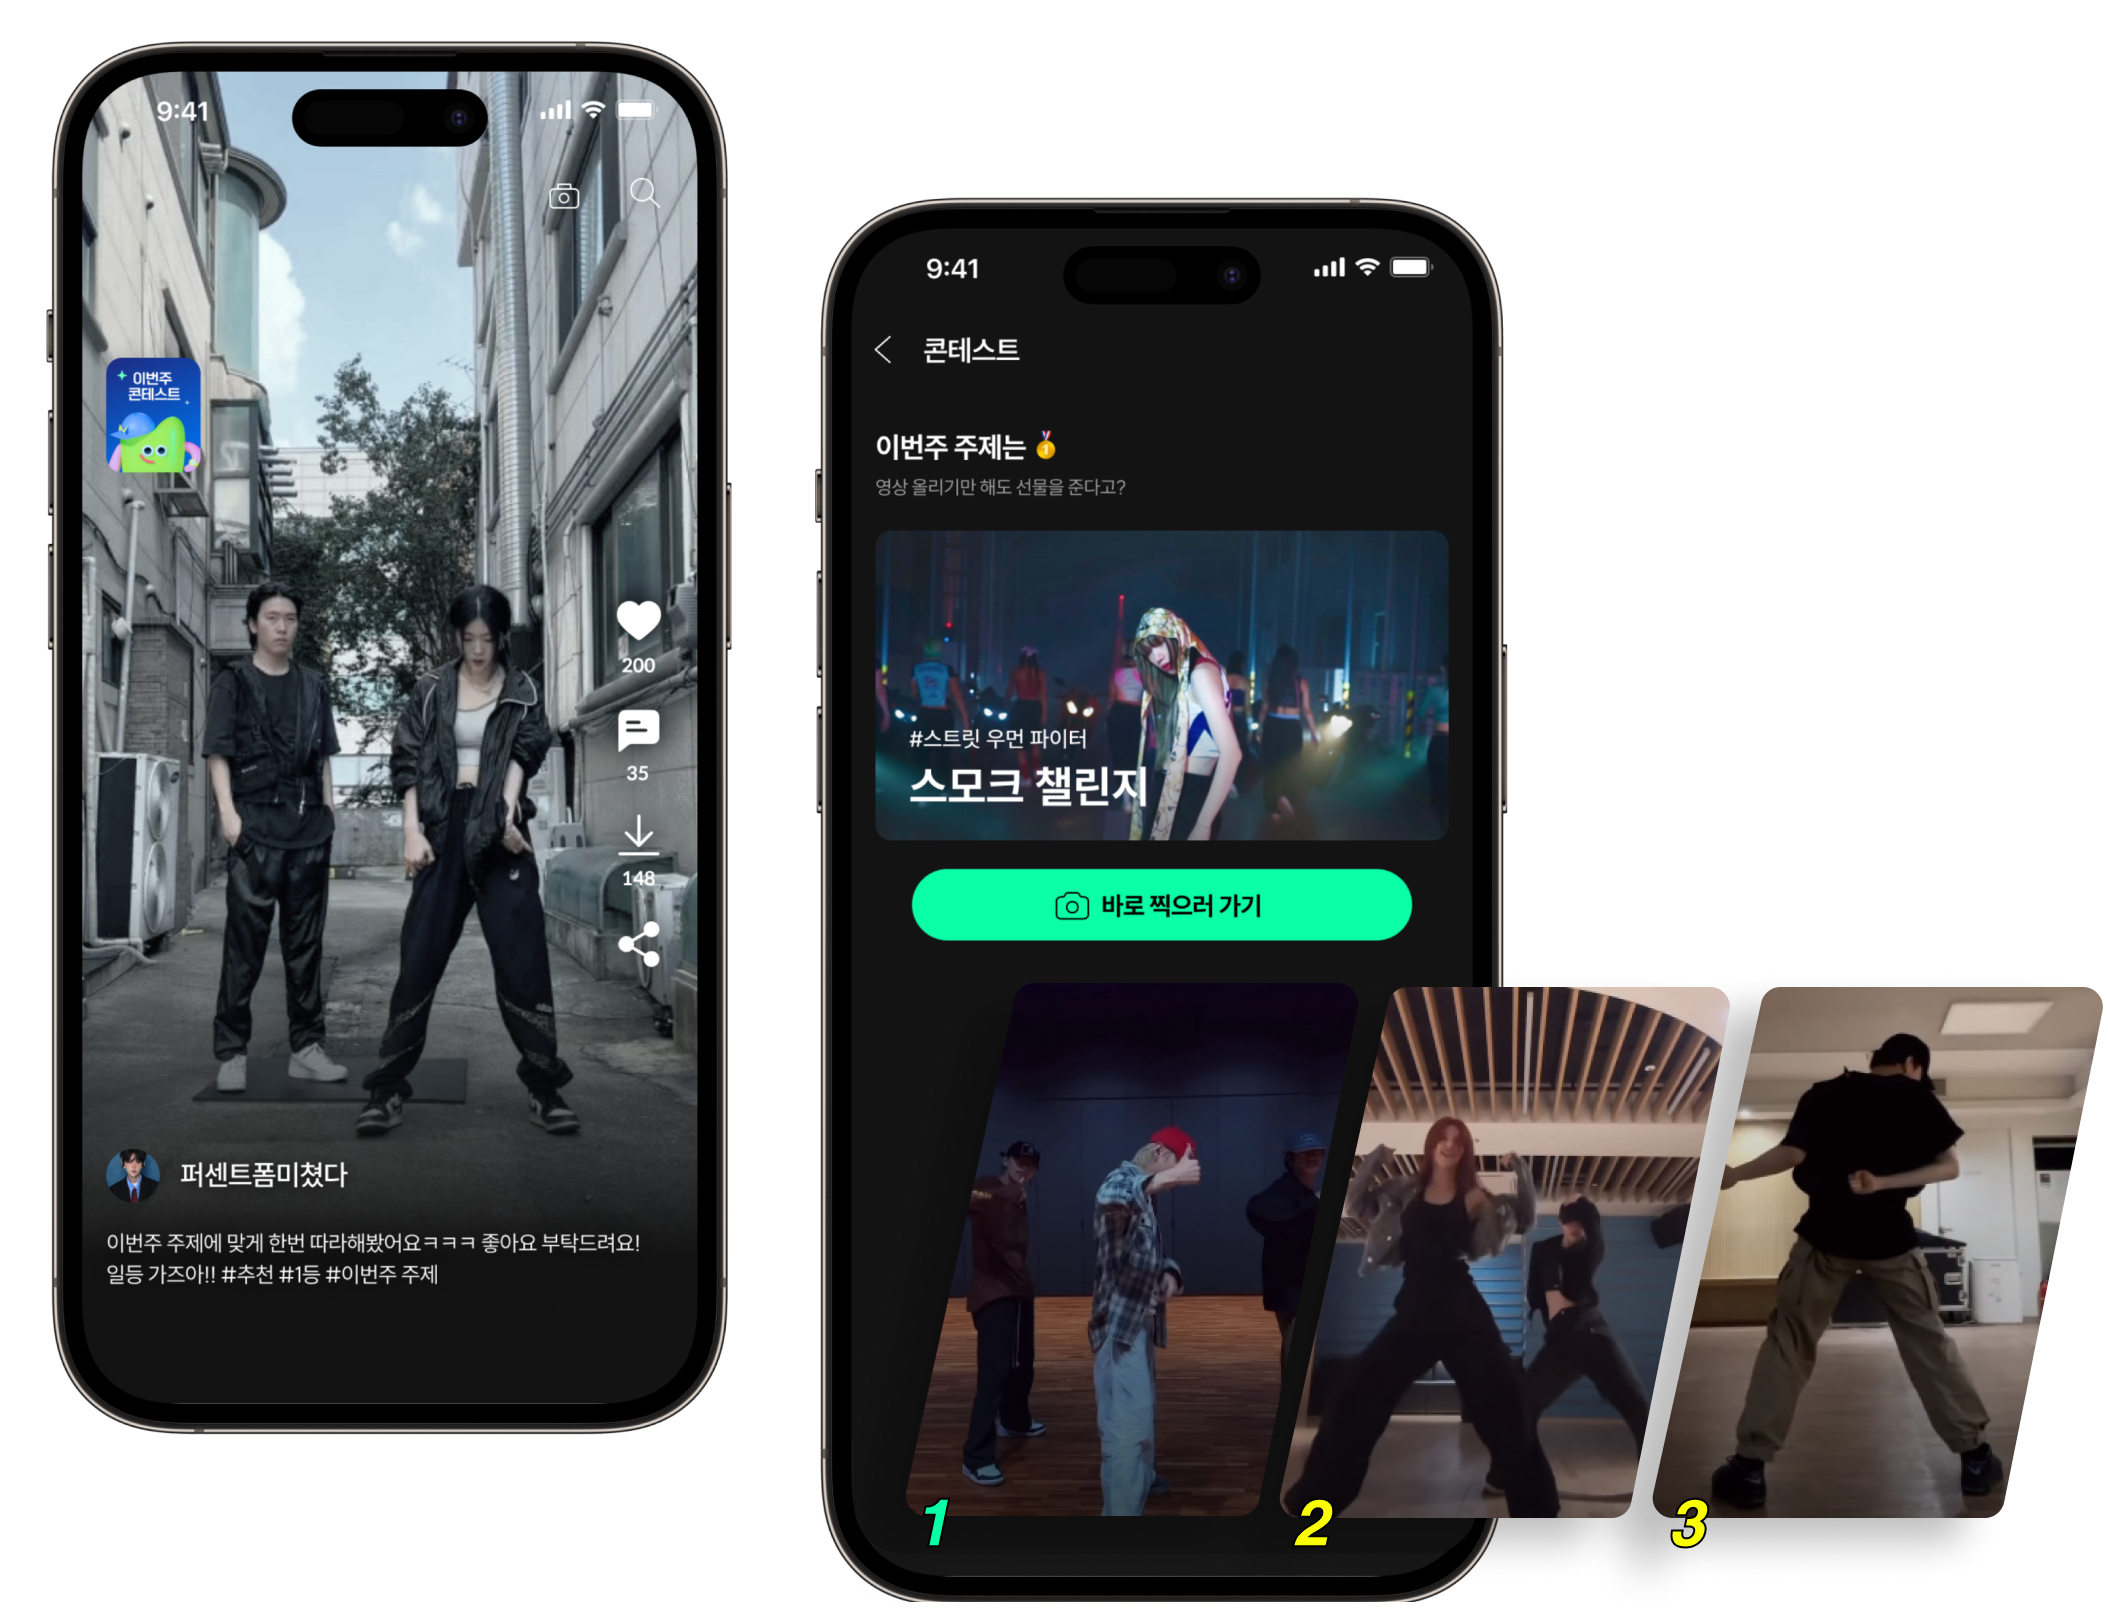 9:41
이번주
콘테스트
200
35
148
퍼센트폼미쳤다
이번주 주제에 맞게 한번 따라해봤어요ㅋㅋㅋ 좋아요 부탁드려요!
일등 가즈아!! #추천 #1등 #이번주 주제
9:41
콘테스트
이번주 주제는
영상 올리기만 해도 선물을 준다고?
#스트릿 우먼 파이터
스모크 챌린지
바로 찍으러 가기
1
2
3